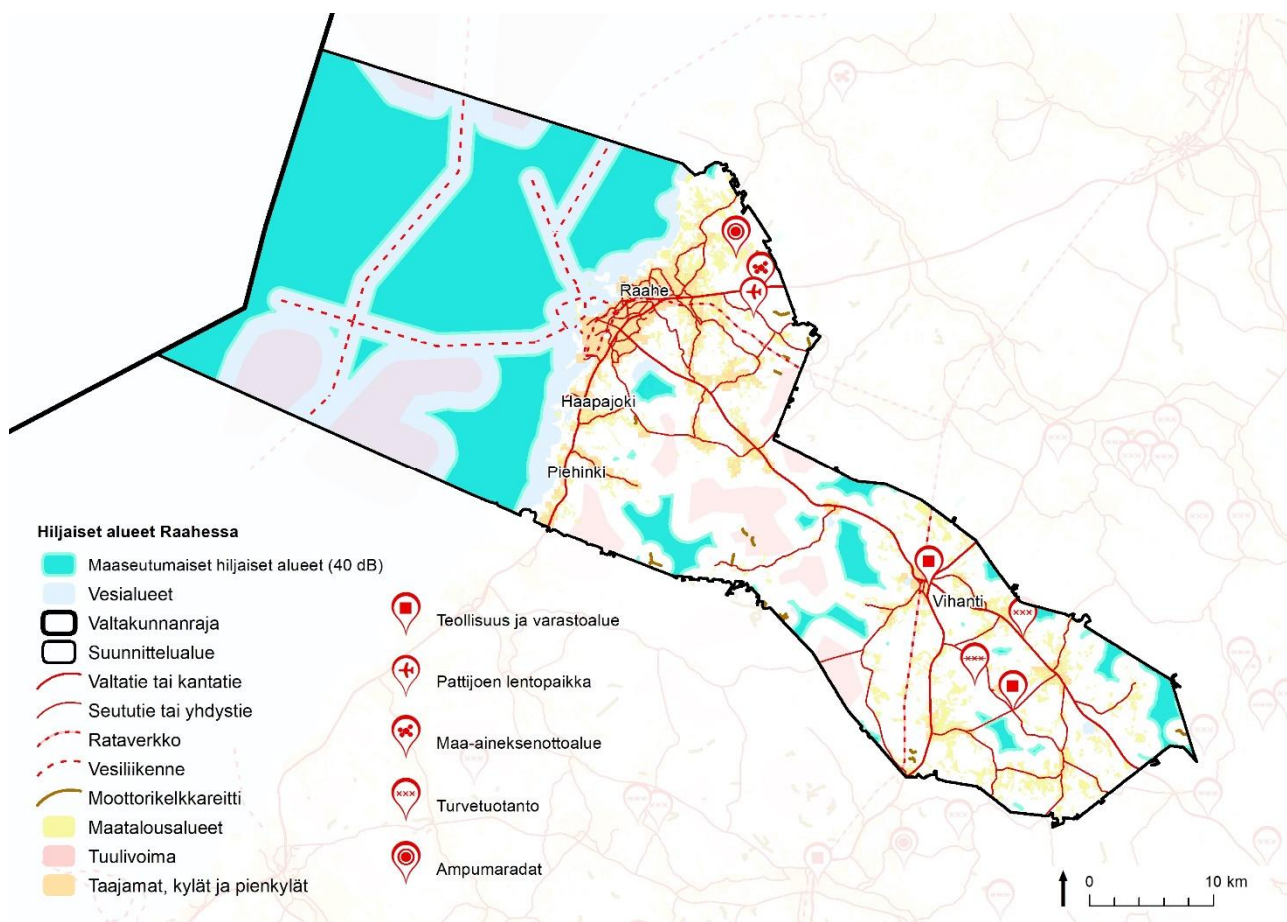 Raahe
Haapajoki
Piehinki
Vihanti
Hiljaiset alueet Raahessa
Maaseutumaiset hiljaiset alueet (40 dB)
Vesialueet
Valtakunnanraja
Suunnittelualue
Valtatie tai kantatie
Seututie tai yhdystie
Rataverkko
Vesiliikenne
Moottorikelkkareitti
Maatalousalueet
Tuulivoima
Taajamat, kylät ja pienkylät
Teollisuus ja varastoalue
Pattijoen lentopaikka
Maa-aineksenottoalue
Turvetuotanto
Ampumaradat
0 10 km